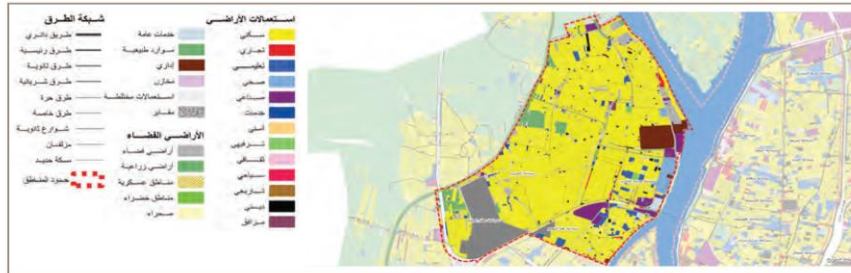 استعمالات الأراضي
سكني
تجاري
تعليمي
صحي
صناعي
خدمات
أمني
ترفيهي
ثقافي
سياحي
تاريخي
ديني
مرافق
خدمات عامة
موارد طبيعية
إداري
مخازن
استعمالات مختلطة
مقابر
الأراضي الفضاء
أراضي فضاء
أراضي زراعية
مناطق عسكرية
مناطق خضراء
صحراء
شبكة الطرق
طريق دائري
طرق رئيسية
طرق ثانوية
طرق شريانية
طرق حرة
طرق خاصة
شوارع ثانوية
مزلقان
سكة حديد
حدود المناطق